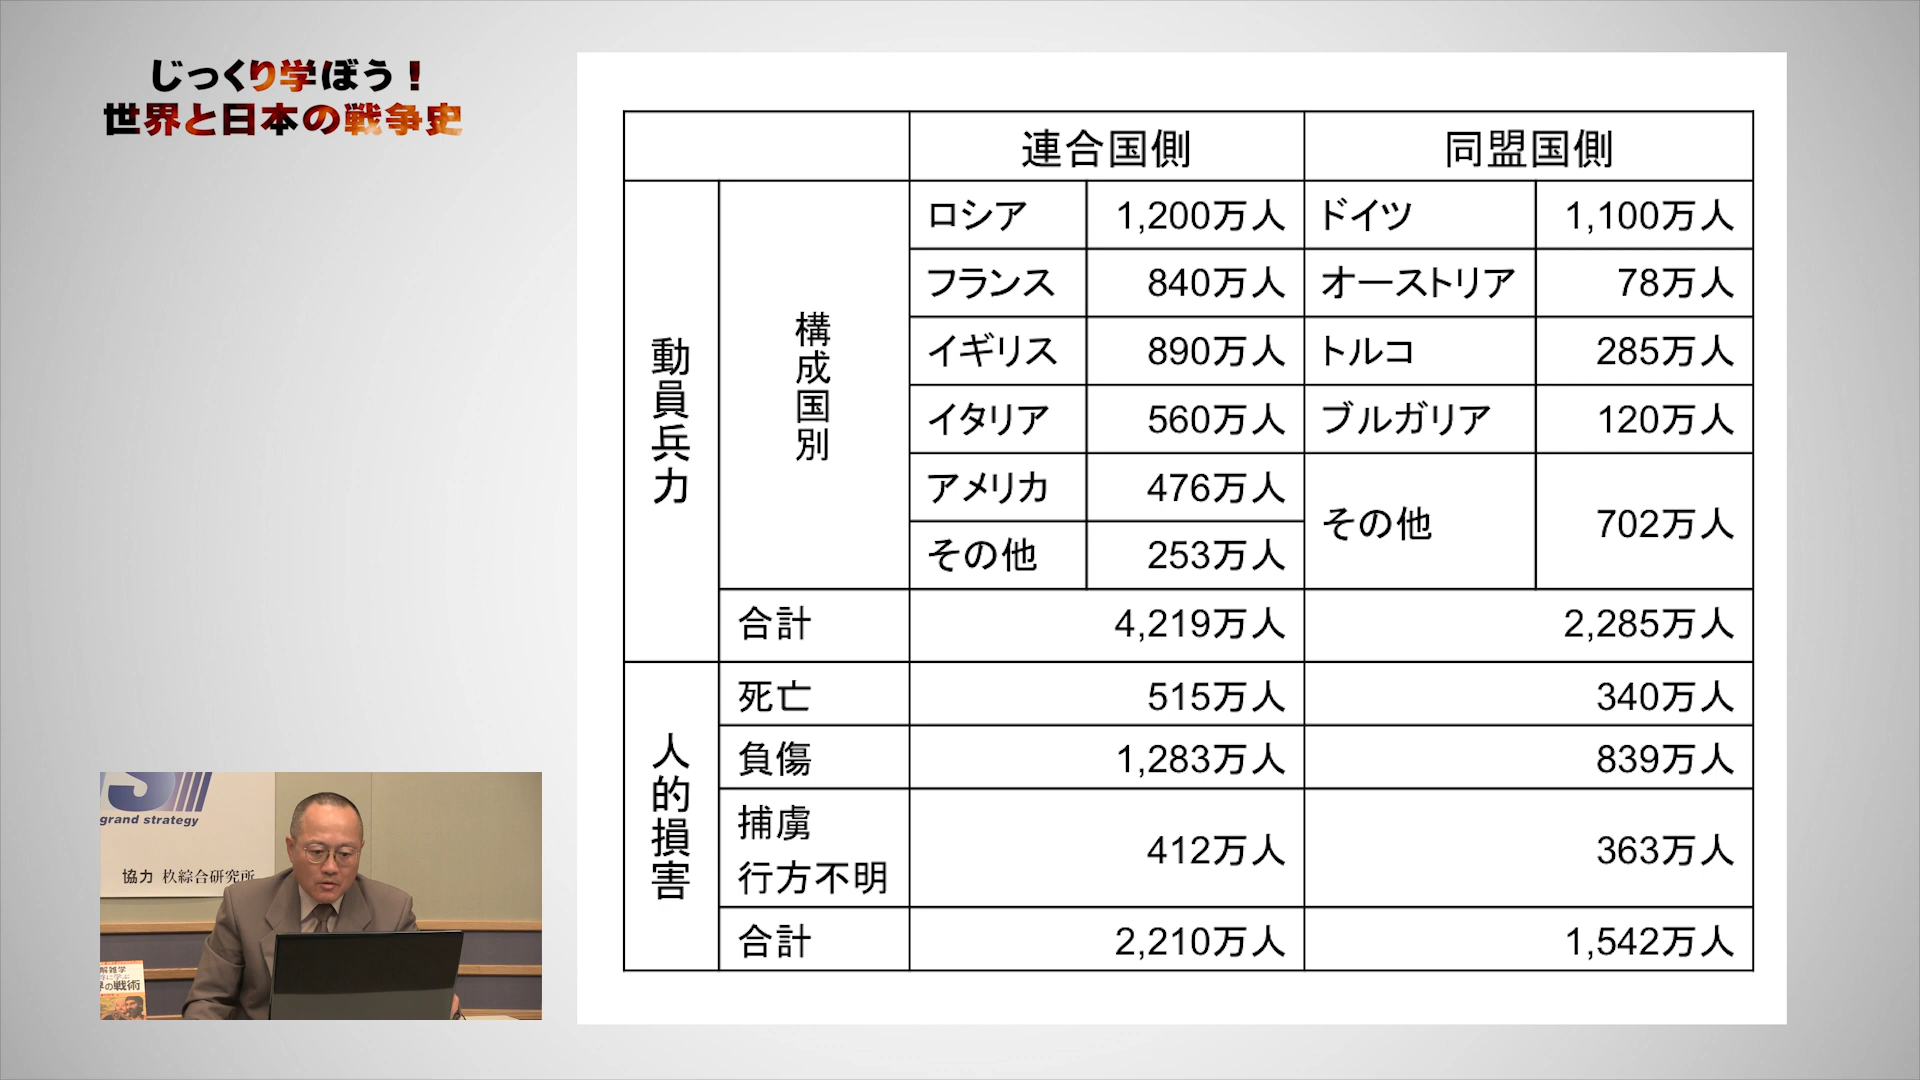 じっくり学ぼう！
世界と日本の戦争史
連合国側 同盟国側
動員兵力
構成国別
ロシア 1,200万人 ドイツ 1,100万人
フランス 840万人 オーストリア 78万人
イギリス 890万人 トルコ 285万人
イタリア 560万人 ブルガリア 120万人
アメリカ 476万人
その他 702万人
その他 253万人
合計 4,219万人 2,285万人
人的損害
死亡 515万人 340万人
負傷 1,283万人 839万人
捕虜
行方不明
412万人 363万人
合計 2,210万人 1,542万人
grand strategy
協力 杦綜合研究所
解雑学
の戦術